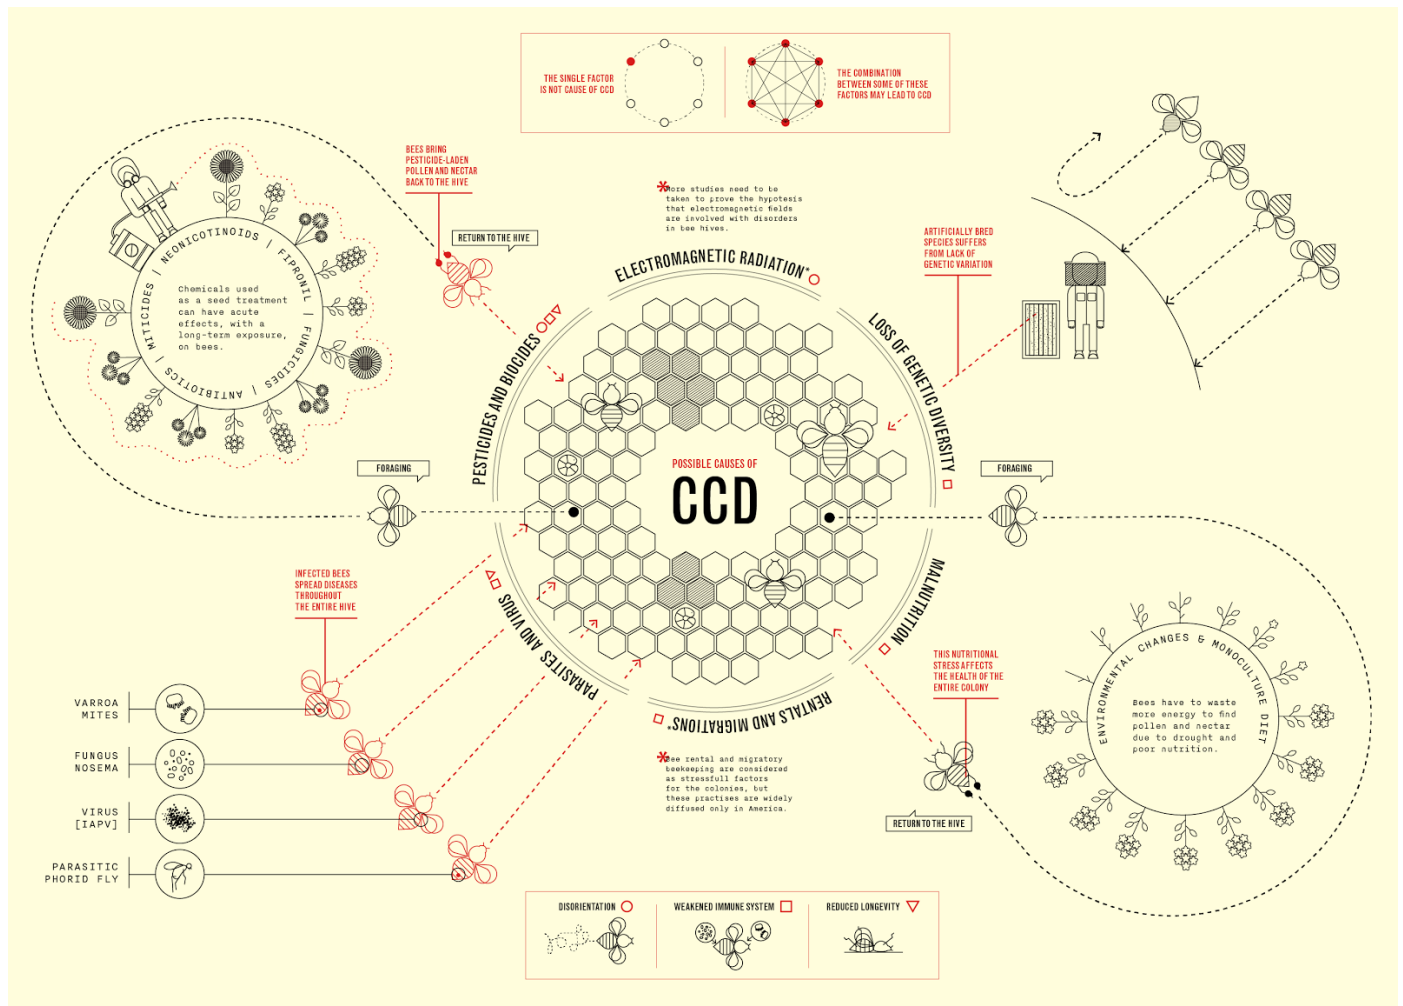 THE SINGLE FACTOR
IS NOT CAUSE OF CCD
THE COMBINATION
BETWEEN SOME OF THESE
FACTORS MAY LEAD TO CCD
BEES BRING
PESTICIDE-LADEN
POLLEN AND NECTAR
BACK TO THE HIVE
RETURN TO THE HIVE
*More studies need to be
taken to prove the hypotesis
that electromagnetic fields
are involved with disorders
in bee hives.
ARTIFICIALLY BRED
SPECIES SUFFERS
FROM LACK OF
GENETIC VARIATION
MITICIDES | NEONICOTINOIDS | FIPRONIL | FUNGICIDES | ANTIBIOTICS |
Chemicals used
as a seed treatment
can have acute
effects, with a
long-term exposure,
on bees.
ELECTROMAGNETIC RADIATION*
PESTICIDES AND BIOCIDES
LOSS OF GENETIC DIVERSITY
FORAGING
POSSIBLE CAUSES OF
CCD
FORAGING
INFECTED BEES
SPREAD DISEASES
THROUGHOUT
THE ENTIRE HIVE
PARASITES AND VIRUS
MALNUTRITION
RENTALS AND MIGRATIONS*
THIS NUTRITIONAL
STRESS AFFECTS
THE HEALTH OF THE
ENTIRE COLONY
ENVIRONMENTAL CHANGES & MONOCULTURE DIET
Bees have to waste
more energy to find
pollen and nectar
due to drought and
poor nutrition.
VARROA
MITES
FUNGUS
NOSEMA
VIRUS
[IAPV]
PARASITIC
PHORID FLY
*Bee rental and migratory
beekeeping are considered
as stressfull factors
for the colonies, but
these practises are widely
diffused only in America.
RETURN TO THE HIVE
DISORIENTATION
WEAKENED IMMUNE SYSTEM
REDUCED LONGEVITY